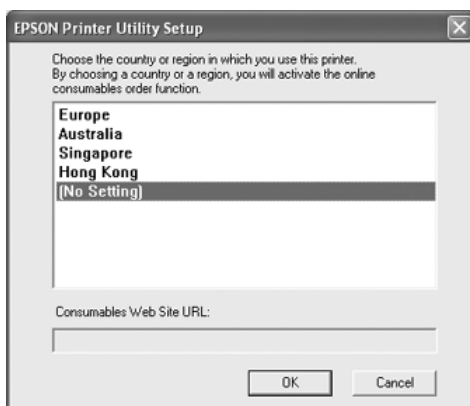 EPSON Printer Utility Setup
Choose the country or region in which you use this printer.
By choosing a country or a region, you will activate the online
consumables order function.
Europe
Australia
Singapore
Hong Kong
(No Setting)
Consumables Web Site URL:
OK
Cancel